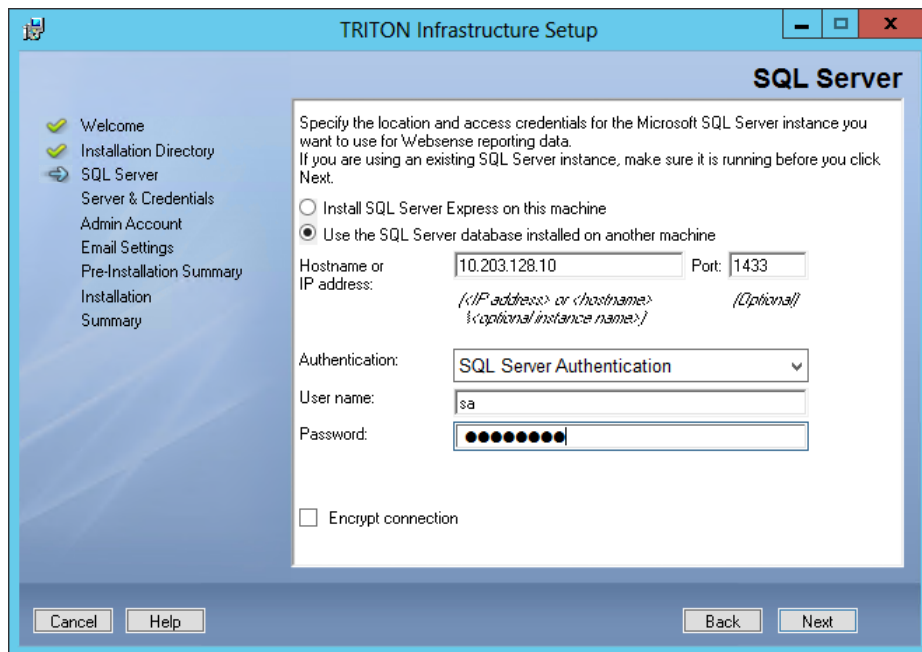 TRITON Infrastructure Setup
SQL Server
Welcome
Installation Directory
SQL Server
Server & Credentials
Admin Account
Email Settings
Pre-Installation Summary
Installation
Summary
Specify the location and access credentials for the Microsoft SQL Server instance you
want to use for Websense reporting data.
If you are using an existing SQL Server instance, make sure it is running before you click
Next.
Install SQL Server Express on this machine
Use the SQL Server database installed on another machine
Hostname or
IP address:
10.203.128.10
Port: 1433
(<IP address> or <hostname>
\<optional instance name>)
(Optional)
Authentication:
SQL Server Authentication
User name:
sa
Password:
●●●●●●●●
Encrypt connection
Cancel
Help
Back
Next